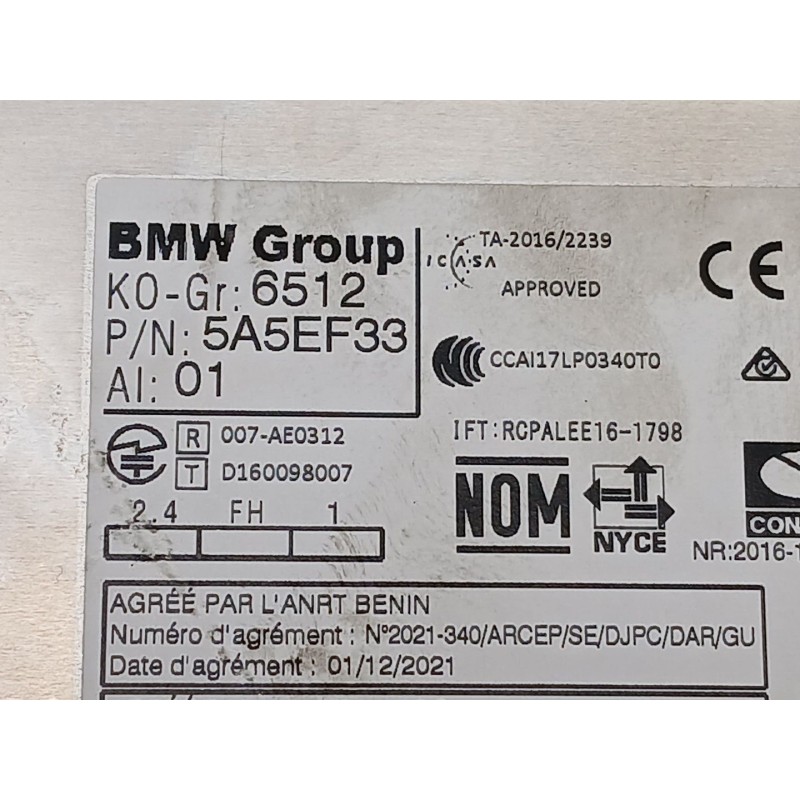 BMW Group
KO-Gr: 6512
P/N: 5A5EF33
AI: 01
ICASA TA-2016/2239
APPROVED
CE
CCAI17LP0340T0
R 007-AE0312
T D160098007
IFT:RCPALEE16-1798
2.4 FH 1
NOM
NYCE
CON
NR:2016-1
AGRÉÉ PAR L'ANRT BENIN
Numéro d'agrément : N°2021-340/ARCEP/SE/DJPC/DAR/GU
Date d'agrément : 01/12/2021